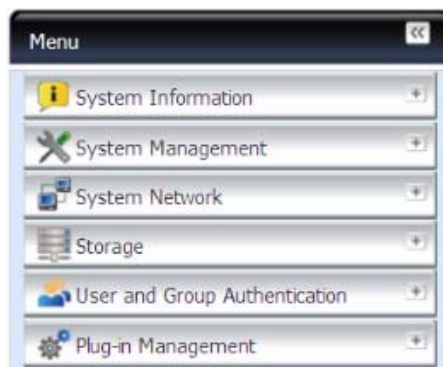 Menu
System Information
System Management
System Network
Storage
User and Group Authentication
Plug-in Management